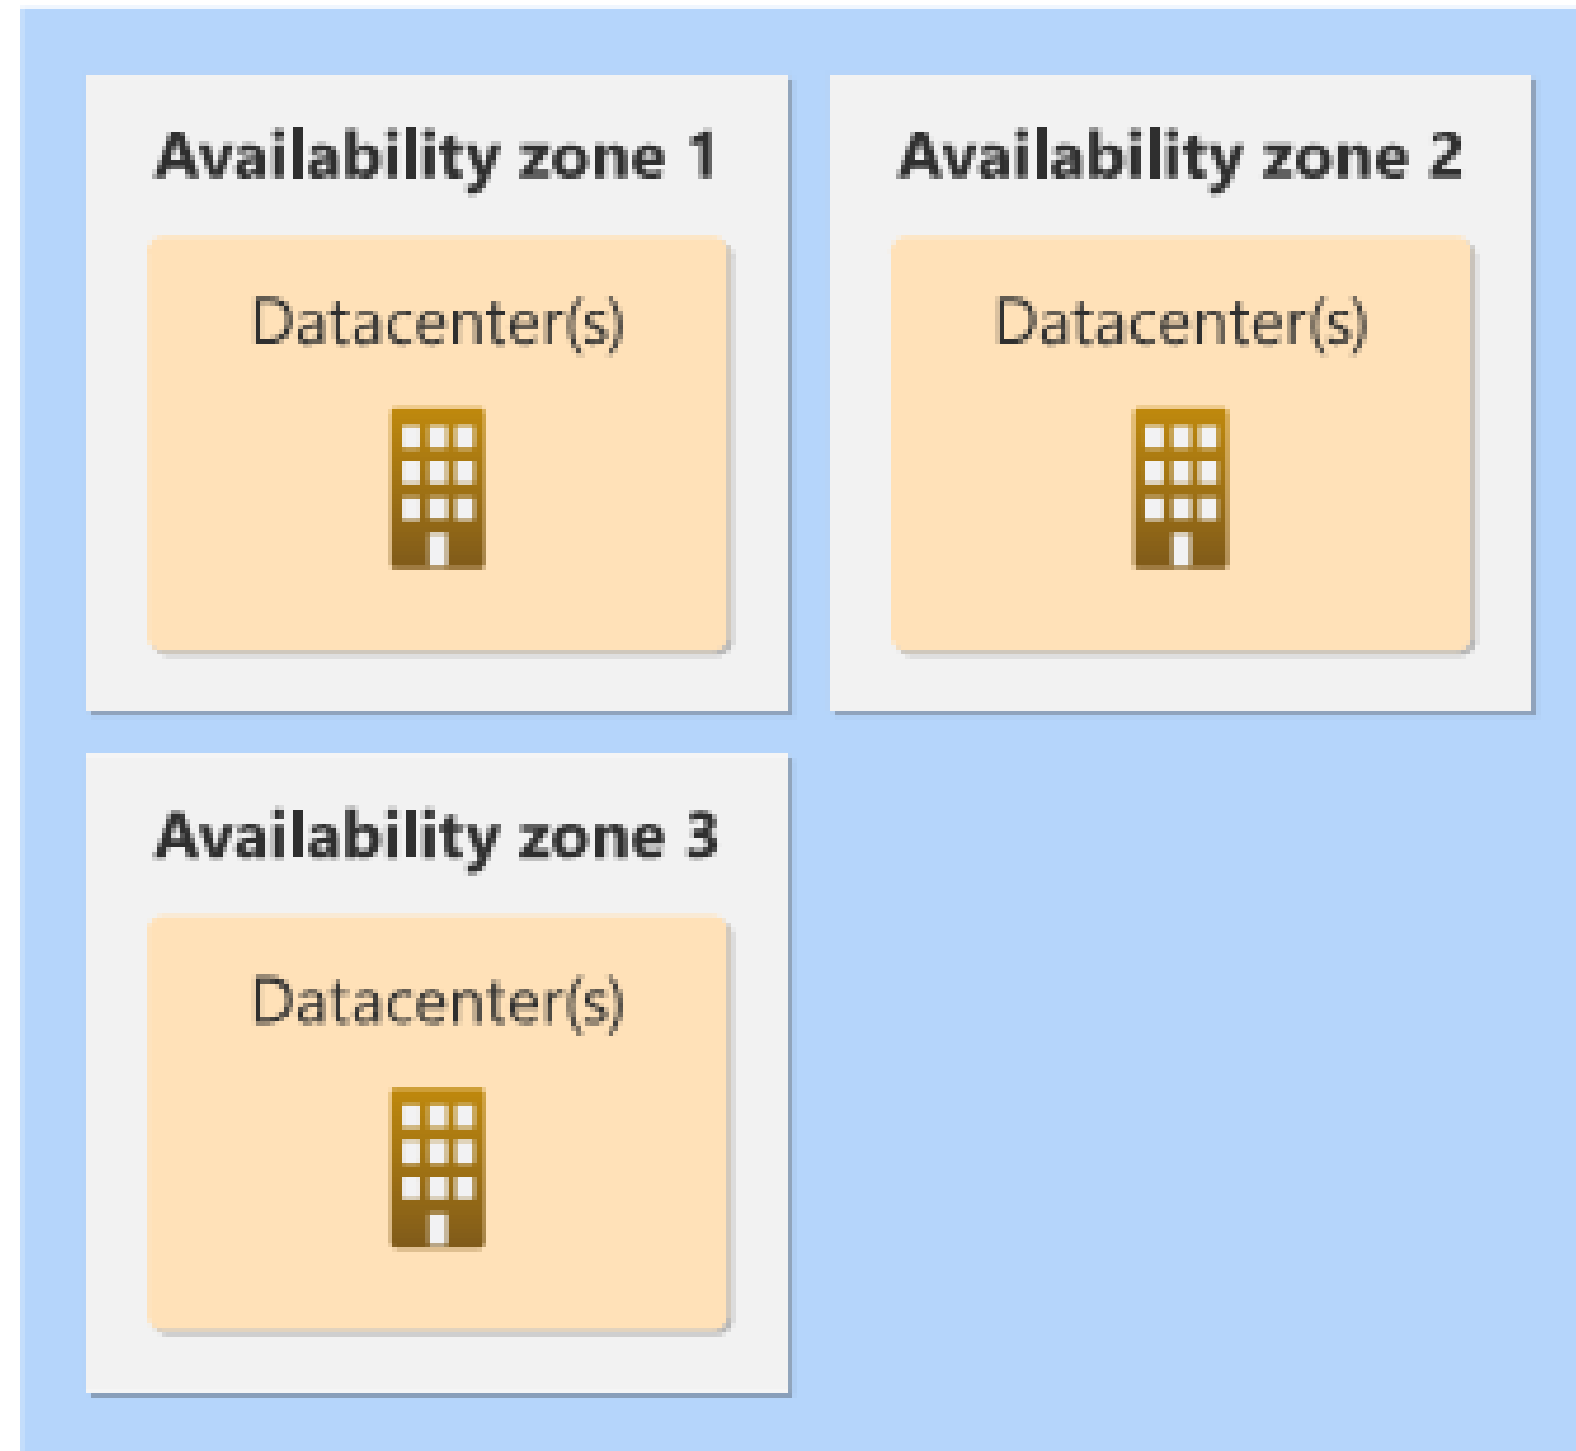 Availability zone 1
Datacenter(s)
Availability zone 2
Datacenter(s)
Availability zone 3
Datacenter(s)